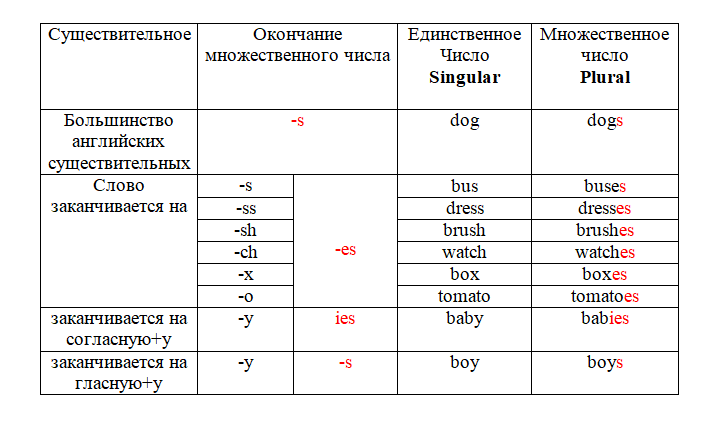 Существительное
Окончание
множественного числа
Единственное
Число
Singular
Множественное
число
Plural
Большинство
английских
существительных
-s
dog
dogs
Слово
заканчивается на
-s
-es
bus
buses
-ss
dress
dresses
-sh
brush
brushes
-ch
watch
watches
-x
box
boxes
-o
tomato
tomatoes
заканчивается на
согласную+y
-y
ies
baby
babies
заканчивается на
гласную+y
-y
-s
boy
boys